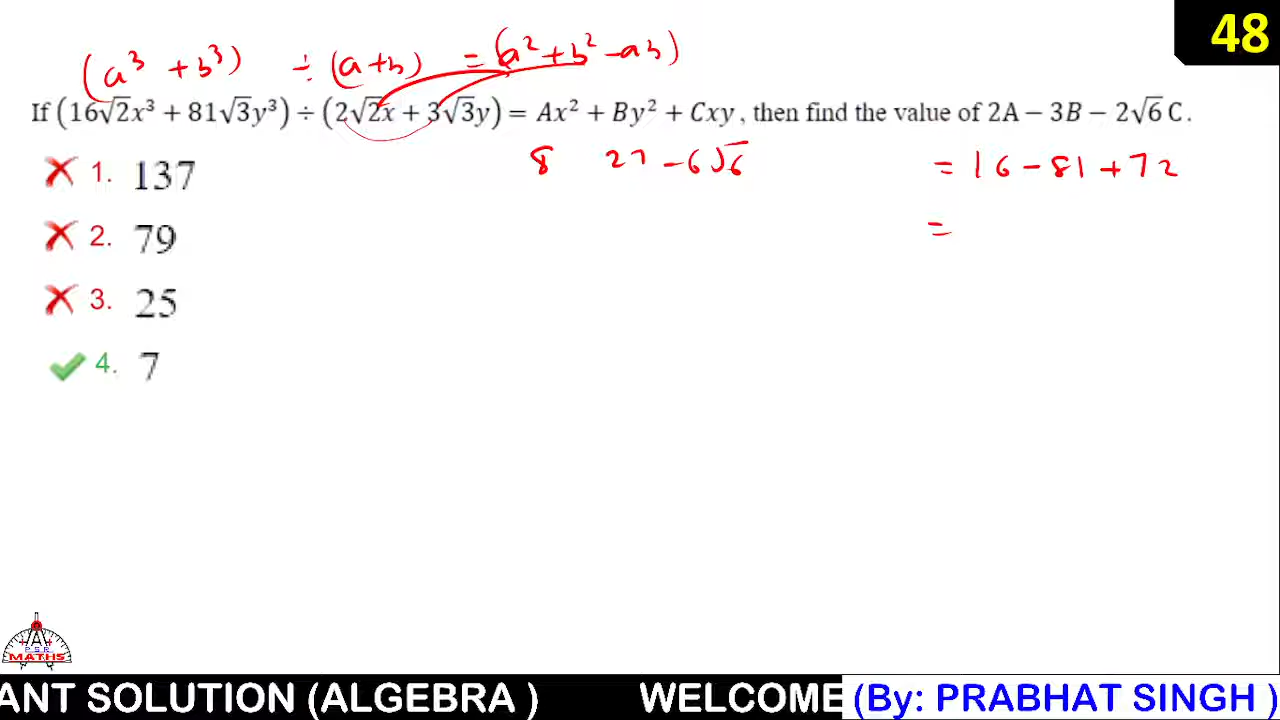 48
(a³ + b³) ÷ (a+b) = (a² + b² - ab)
If (16√2x³ + 81√3y³) ÷ (2√2x + 3√3y) = Ax² + By² + Cxy, then find the value of 2A − 3B − 2√6 C.
8 27 -6√6 = 16 - 81 + 72
=
1. 137
2. 79
3. 25
4. 7
PSR
MATHS
ANT SOLUTION (ALGEBRA ) WELCOME (By: PRABHAT SINGH )